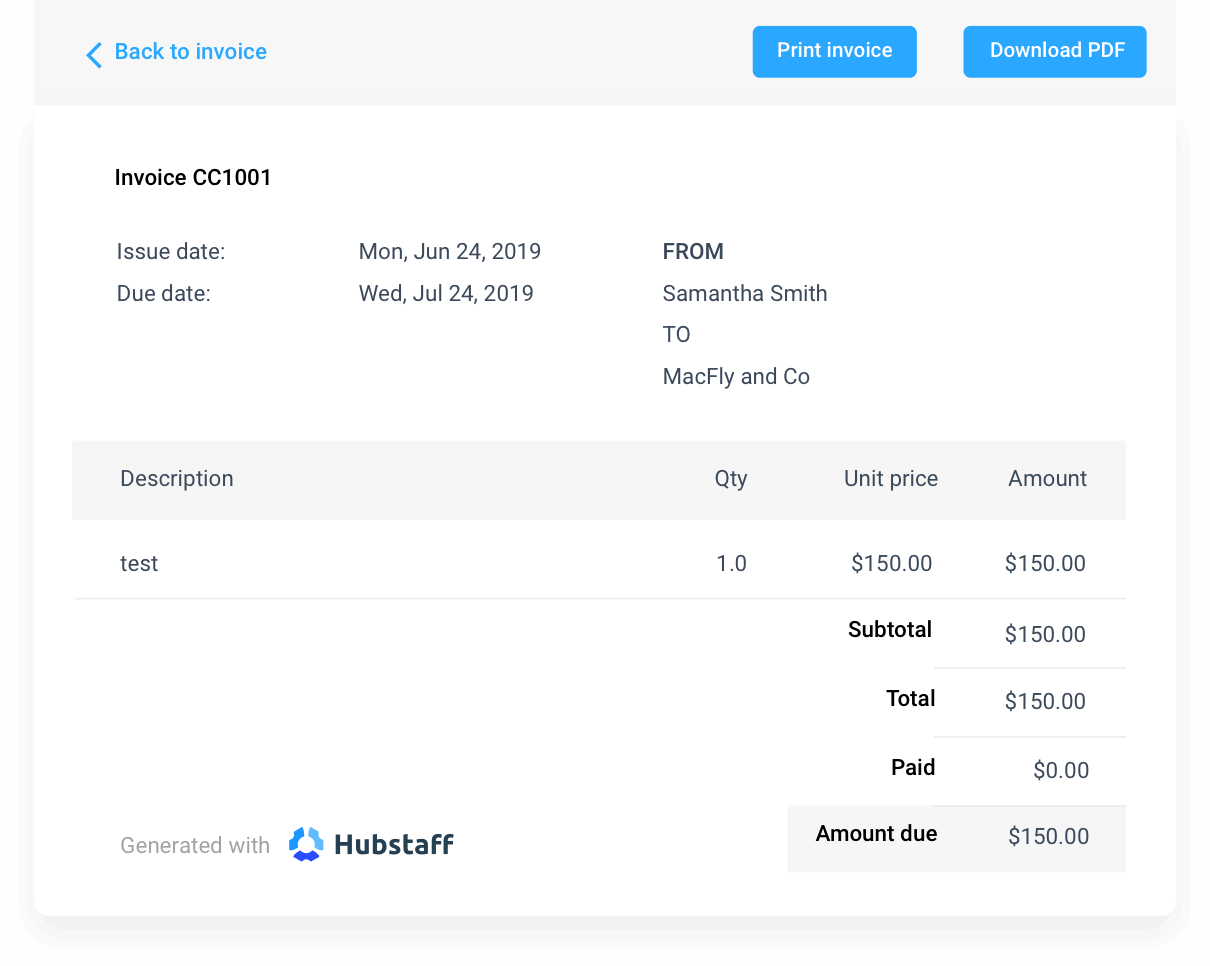 Back to invoice
Print invoice
Download PDF
Invoice CC1001
Issue date: Mon, Jun 24, 2019
Due date: Wed, Jul 24, 2019
FROM
Samantha Smith
TO
MacFly and Co
Description Qty Unit price Amount
test 1.0 $150.00 $150.00
Subtotal $150.00
Total $150.00
Paid $0.00
Amount due $150.00
Generated with Hubstaff